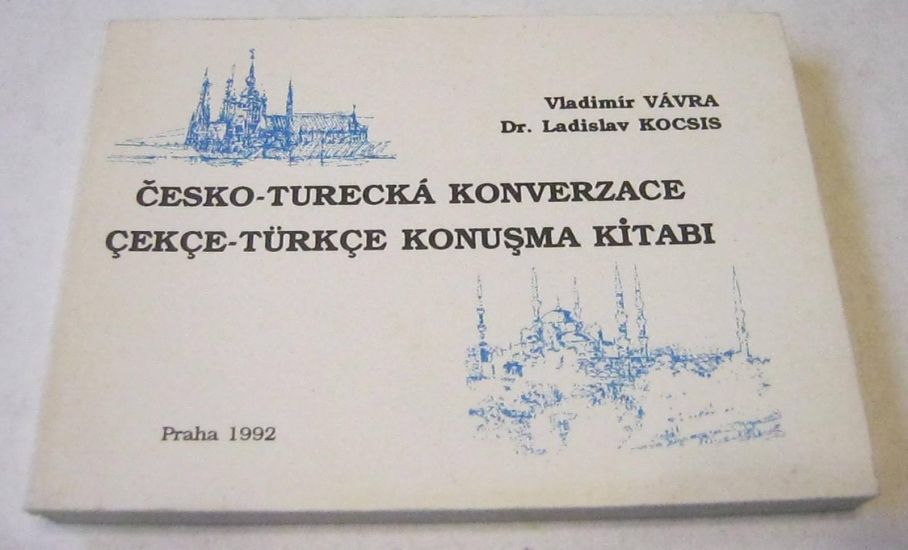 Vladimír VÁVRA
Dr. Ladislav KOCSIS
ČESKO-TURECKÁ KONVERZACE
ÇEKÇE-TÜRKÇE KONUŞMA KİTABI
Praha 1992